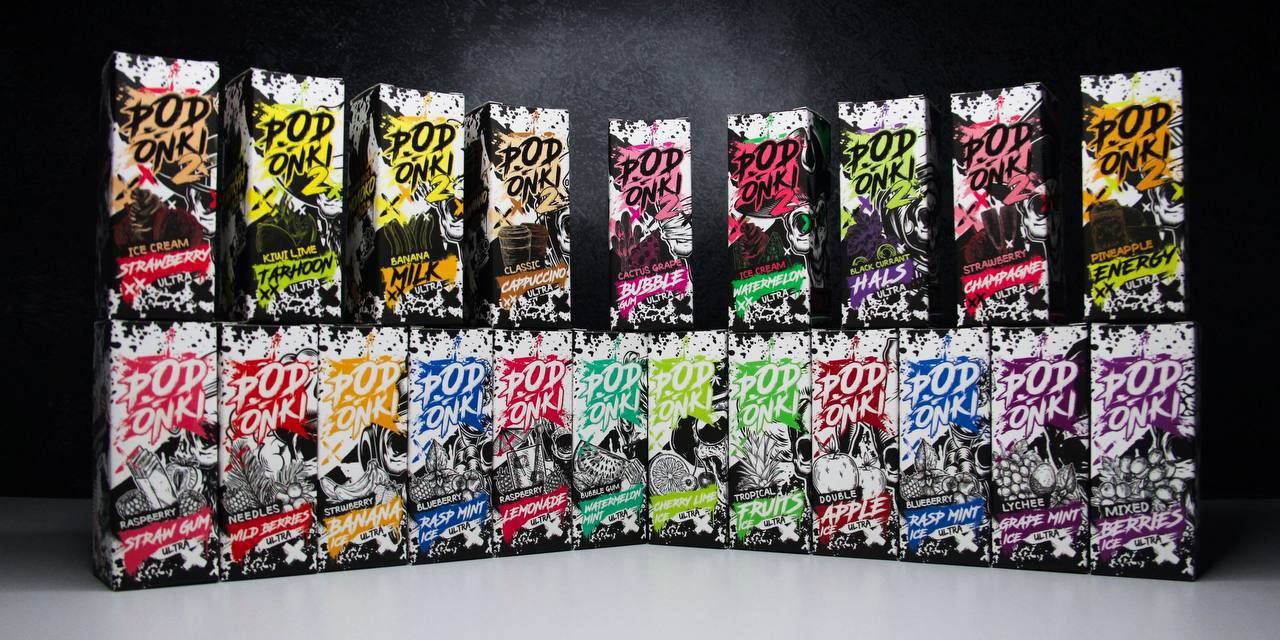 POD
ONKI
2
ICE CREAM
STRAWBERRY
ULTRA
POD
ONKI
2
KIWI LIME
TARHOON
ULTRA
POD
ONKI
2
BANANA
MILK
ULTRA
POD
ONKI
2
CLASSIC
CAPPUCCINO
ULTRA
POD
ONKI
2
CACTUS GRAPE
BUBBLE
GUM ULTRA
POD
ONKI
2
ICE CREAM
WATERMELON
ULTRA
POD
ONKI
2
BLACK CURRANT
HALS
ULTRA
POD
ONKI
2
STRAWBERRY
CHAMPAGNE
ULTRA
POD
ONKI
2
PINEAPPLE
ENERGY
ULTRA
POD
ONKI
RASPBERRY
STRAW GUM
ULTRA
POD
ONKI
NEEDLES
WILD BERRIES
ULTRA
POD
ONKI
STRWBERRY
BANANA
ICE ULTRA
POD
ONKI
BLUEBERRY
RASP MINT
ICE ULTRA
POD
ONKI
RASPBERRY
LEMONADE
ULTRA
POD
ONKI
BUBBLE GUM
WATERMELON
MINT ULTRA
POD
ONKI
CHERRY LIME
ICE ULTRA
POD
ONKI
TROPICAL
FRUITS
ICE ULTRA
POD
ONKI
DOUBLE
APPLE
ICE ULTRA
POD
ONKI
BLUEBERRY
RASP MINT
ICE ULTRA
POD
ONKI
LYCHEE
GRAPE MINT
ICE ULTRA
POD
ONKI
MIXED
BERRIES
ICE ULTRA